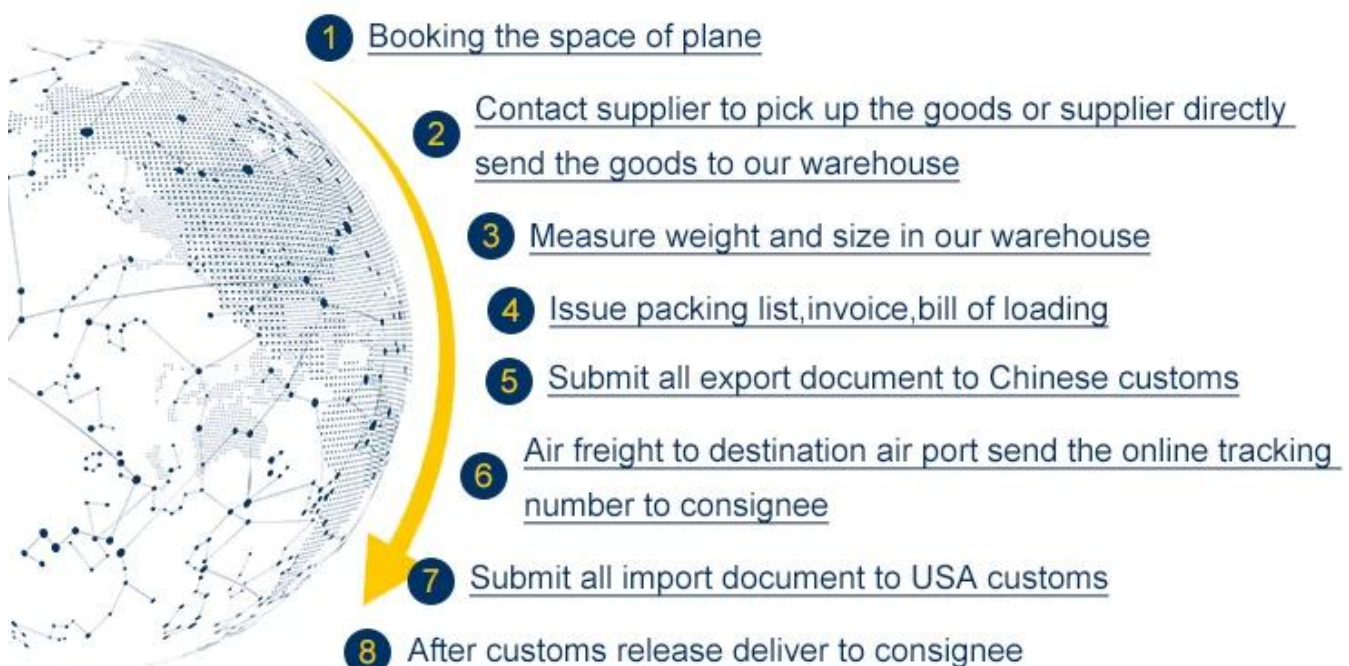 1 Booking the space of plane
2 Contact supplier to pick up the goods or supplier directly
send the goods to our warehouse
3 Measure weight and size in our warehouse
4 Issue packing list,invoice,bill of loading
5 Submit all export document to Chinese customs
6 Air freight to destination air port send the online tracking
number to consignee
7 Submit all import document to USA customs
8 After customs release deliver to consignee